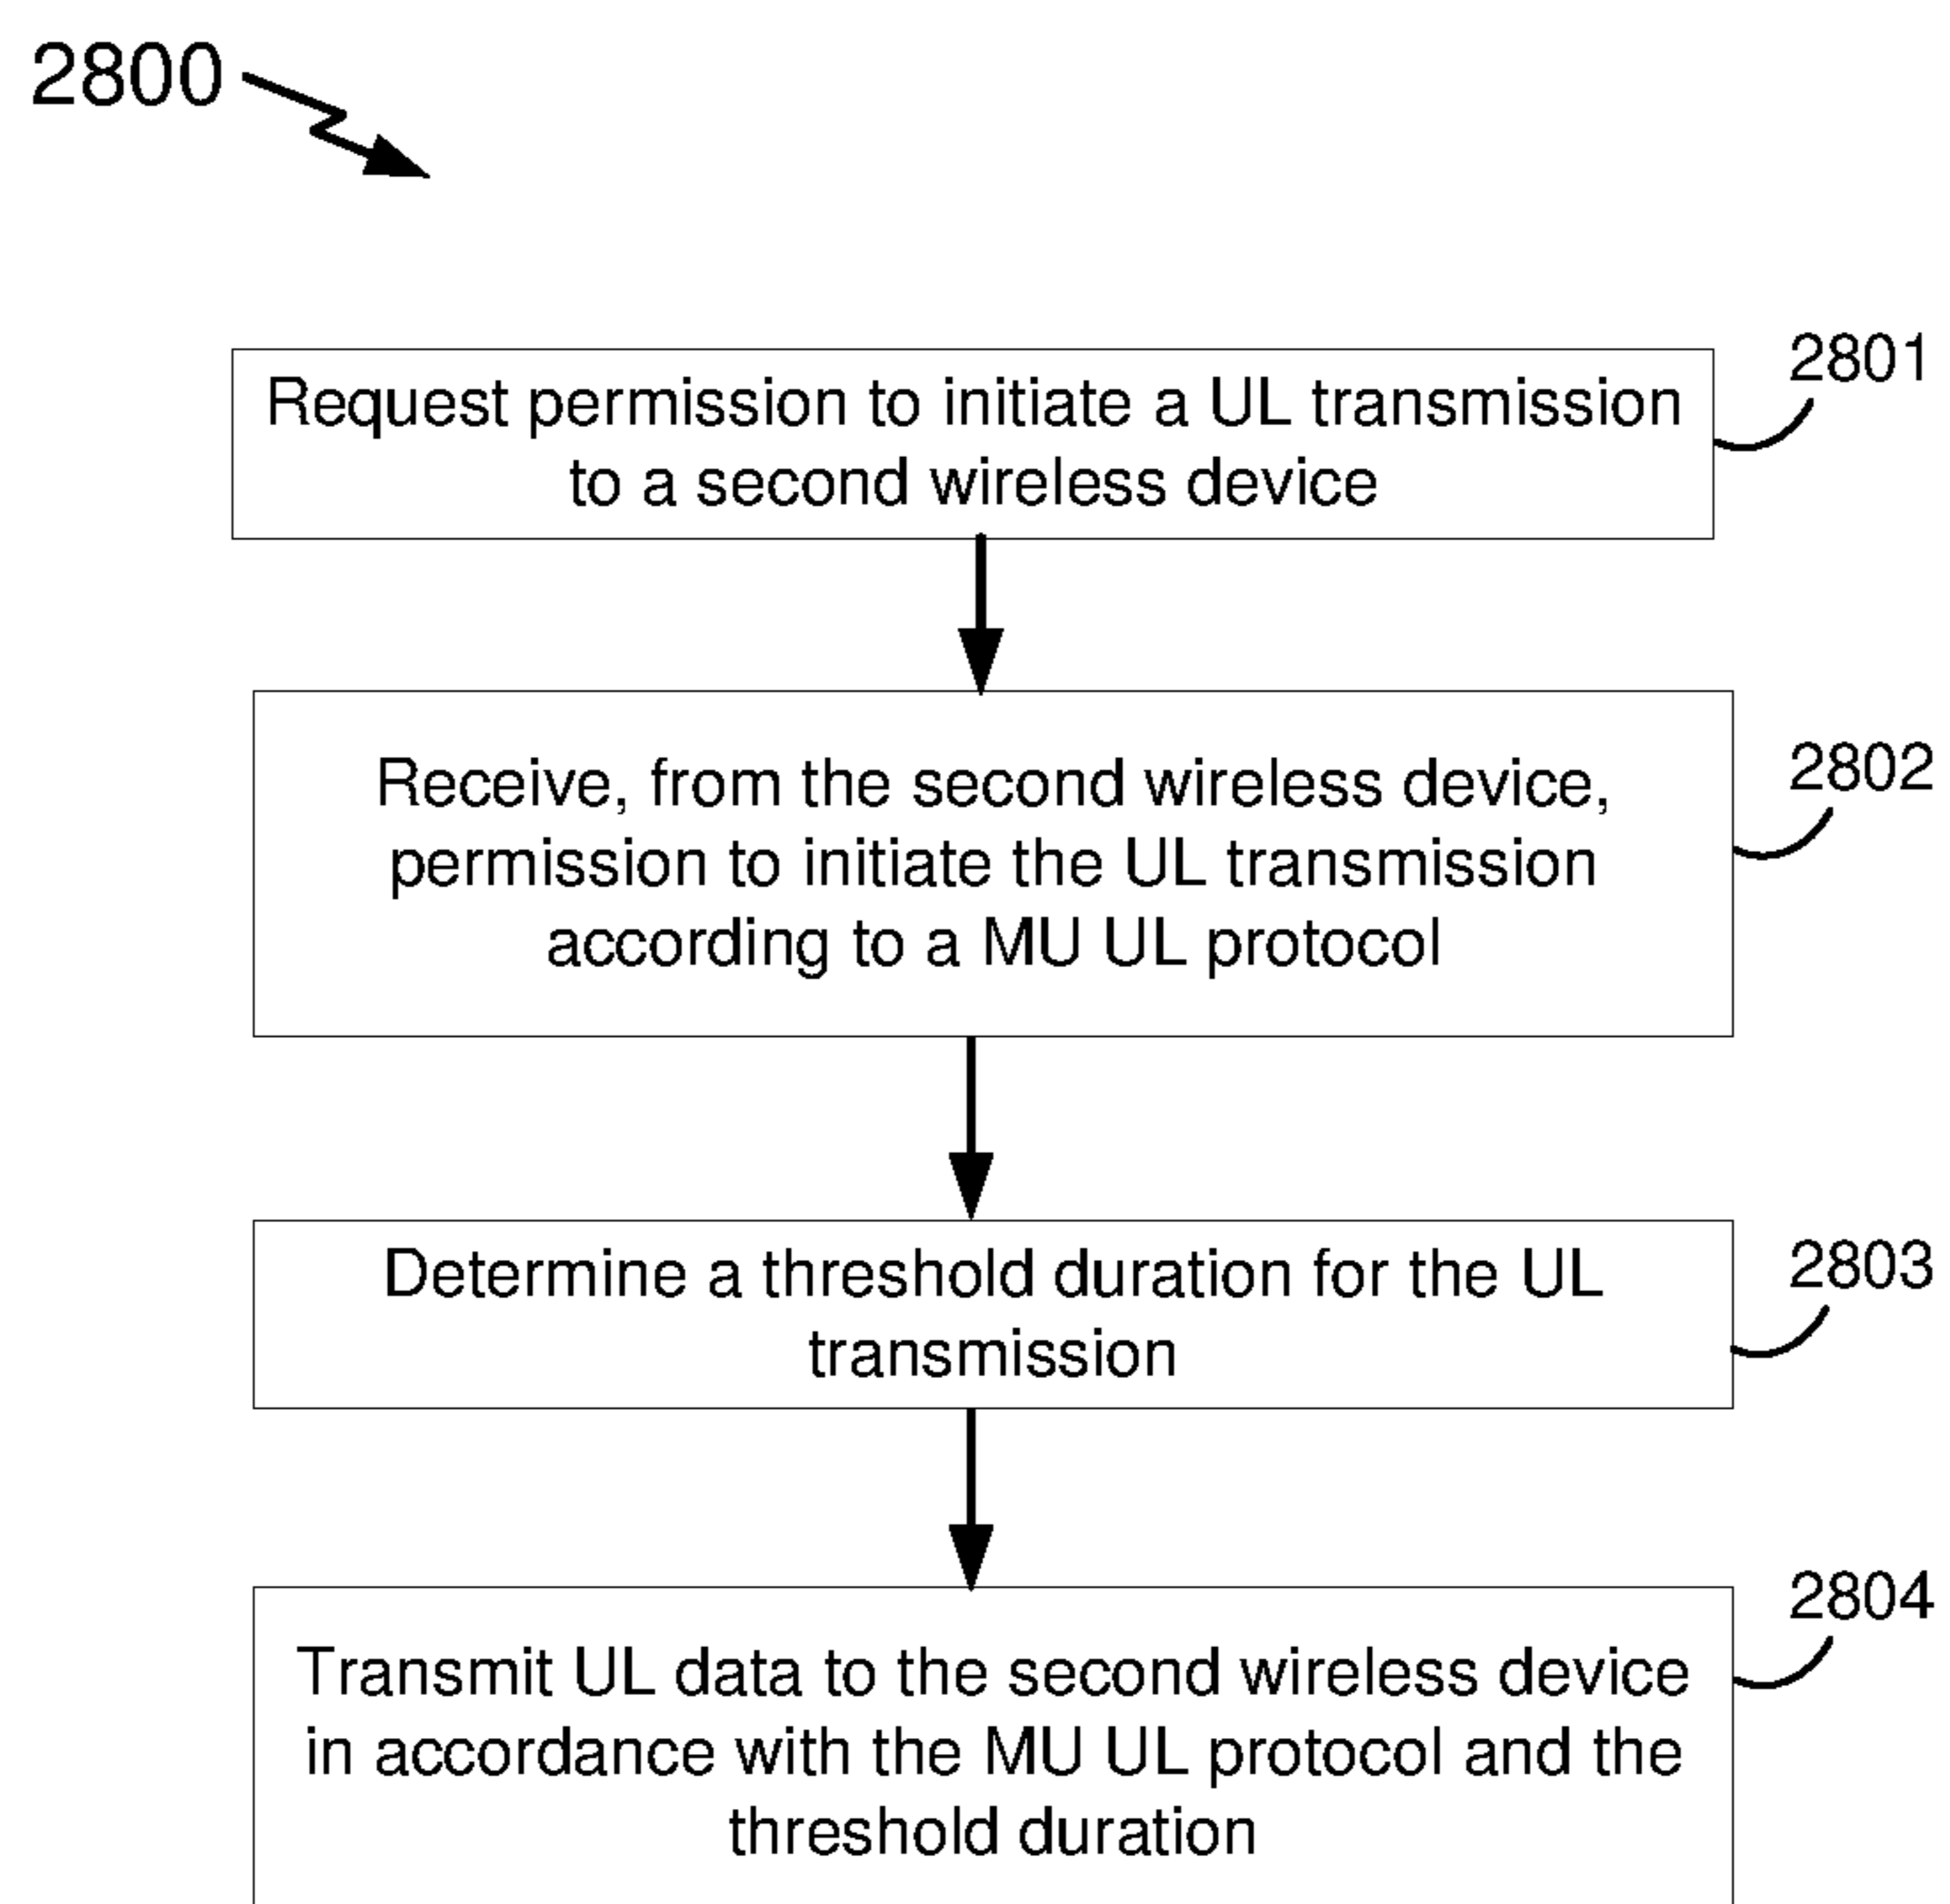 2800
2801
Request permission to initiate a UL transmission
to a second wireless device
2802
Receive, from the second wireless device,
permission to initiate the UL transmission
according to a MU UL protocol
2803
Determine a threshold duration for the UL
transmission
2804
Transmit UL data to the second wireless device
in accordance with the MU UL protocol and the
threshold duration